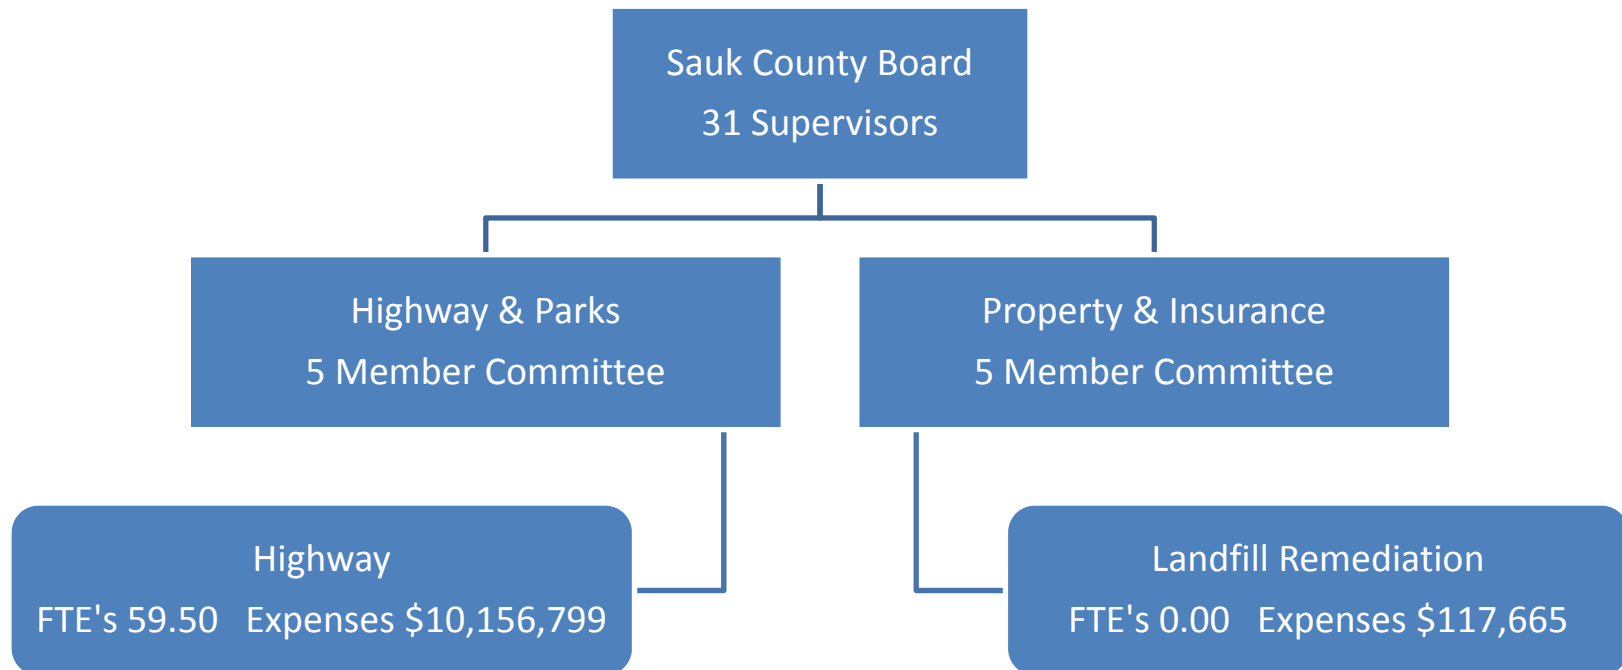 Sauk County Board
31 Supervisors
Highway & Parks
5 Member Committee
Property & Insurance
5 Member Committee
Highway
FTE's 59.50   Expenses $10,156,799
Landfill Remediation
FTE's 0.00   Expenses $117,665